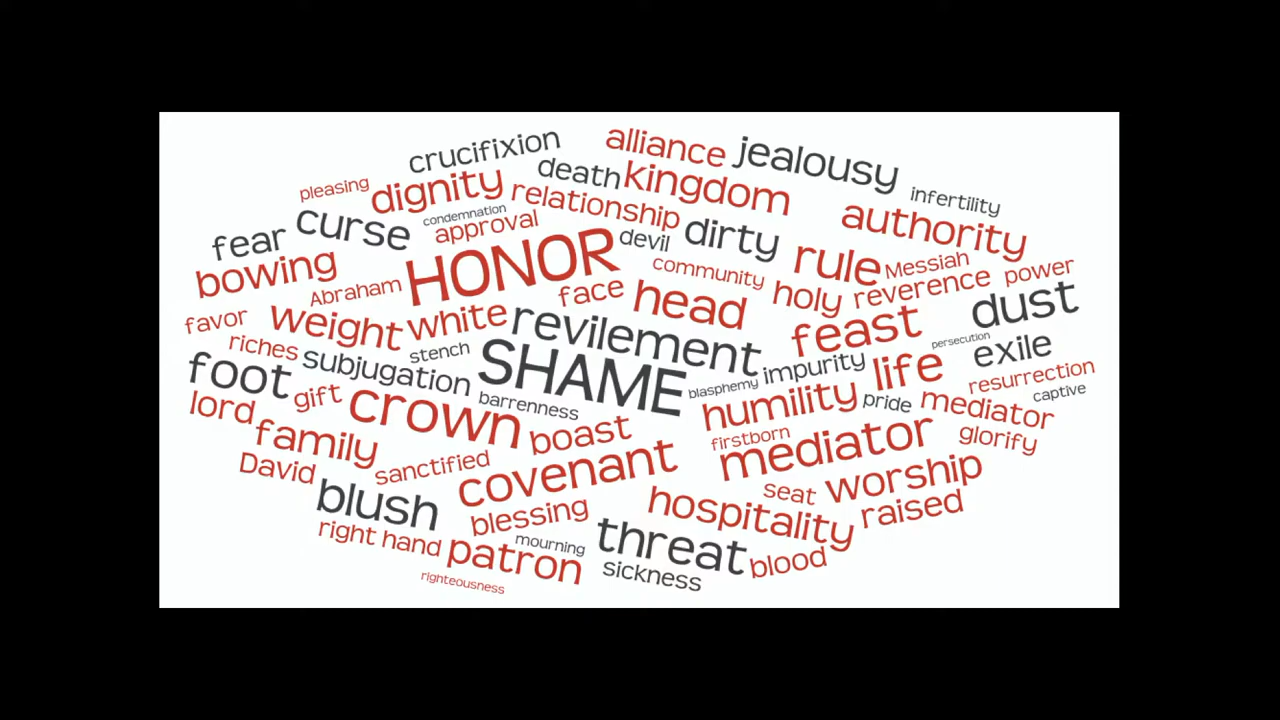 crucifixion
alliance
jealousy
pleasing
dignity
death
kingdom
infertility
relationship
condemnation
approval
curse
fear
devil
dirty
authority
bowing
HONOR
community
rule
Messiah
Abraham
face
head
holy
reverence
power
favor
weight
white
revilement
feast
dust
riches
subjugation
stench
SHAME
persecution
exile
foot
gift
barrenness
blasphemy
impurity
life
resurrection
captive
lord
crown
humility
pride
mediator
family
boast
firstborn
mediator
glorify
David
sanctified
covenant
seat
worship
blush
blessing
hospitality
raised
right hand
patron
mourning
threat
blood
righteousness
sickness